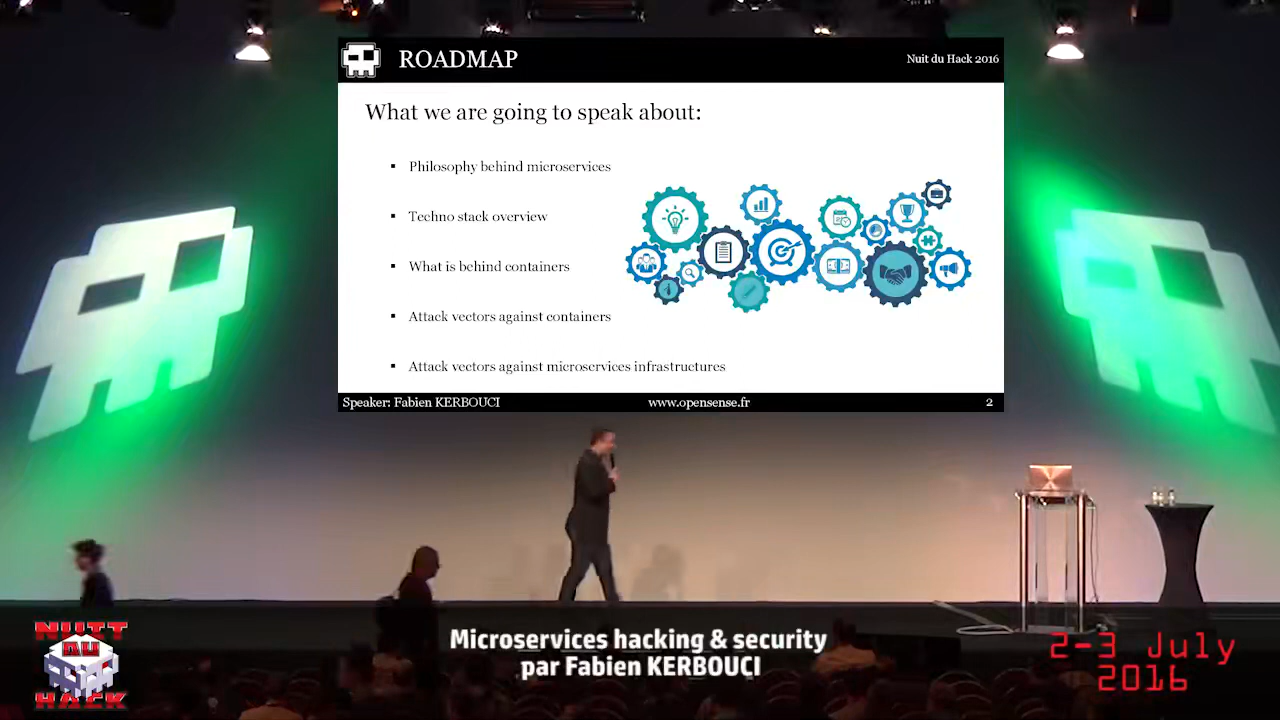 ROADMAP
Nuit du Hack 2016
What we are going to speak about:
▪ Philosophy behind microservices
▪ Techno stack overview
▪ What is behind containers
▪ Attack vectors against containers
▪ Attack vectors against microservices infrastructures
Speaker: Fabien KERBOUCI
www.opensense.fr
2
NUIT
DU
HACK
Microservices hacking & security
par Fabien KERBOUCI
2-3 July
2016